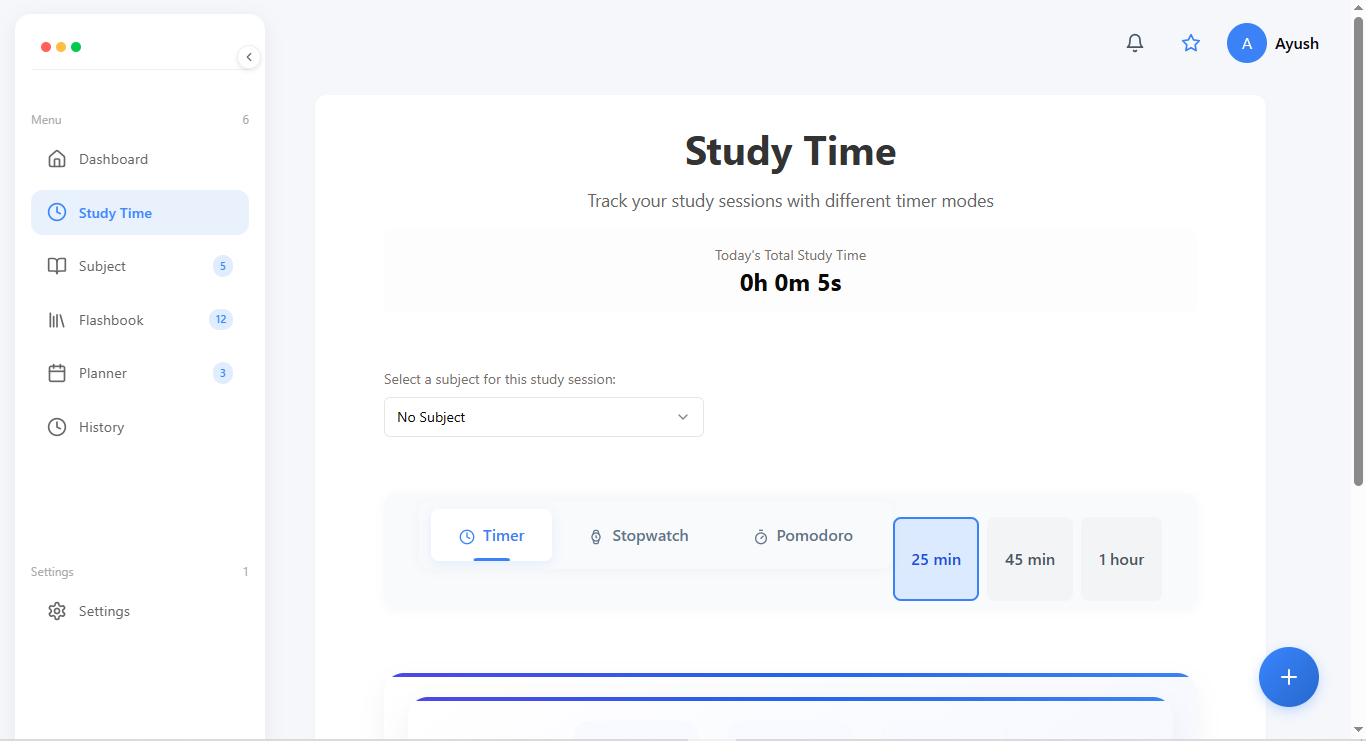 A Ayush
Menu 6
Dashboard
Study Time
Subject 5
Flashbook 12
Planner 3
History
Settings 1
Settings
Study Time
Track your study sessions with different timer modes
Today's Total Study Time
0h 0m 5s
Select a subject for this study session:
No Subject
Timer Stopwatch Pomodoro 25 min 45 min 1 hour